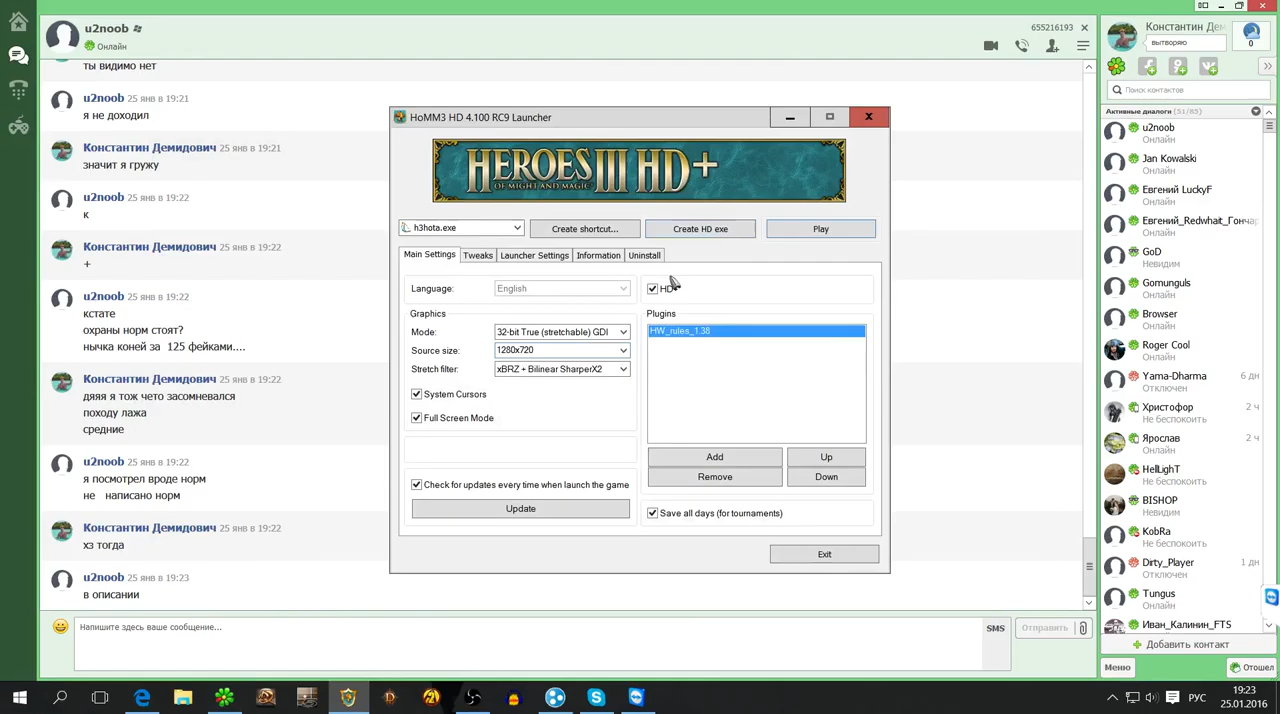 u2noob
Онлайн
655216193
ты видимо нет
u2noob 25 янв в 19:21
я не доходил
Константин Демидович 25 янв в 19:21
значит я гружу
u2noob 25 янв в 19:22
к
Константин Демидович 25 янв в 19:22
+
u2noob 25 янв в 19:22
кстате
охраны норм стоят?
нычка коней за 125 фейками....
Константин Демидович 25 янв в 19:22
дяяя я тож чето засомневался
походу лажа
средние
u2noob 25 янв в 19:22
я посмотрел вроде норм
не написано норм
Константин Демидович 25 янв в 19:22
хз тогда
u2noob 25 янв в 19:23
в описании
Напишите здесь ваше сообщение...
SMS
Отправить
HoMM3 HD 4.100 RC9 Launcher
HEROES III HD+
OF MIGHT AND MAGIC
h3hota.exe
Create shortcut...
Create HD exe
Play
Main Settings
Tweaks
Launcher Settings
Information
Uninstall
Language:
English
HD+
Graphics
Mode:
32-bit True (stretchable) GDI
Source size:
1280x720
Stretch filter:
xBRZ + Bilinear SharperX2
System Cursors
Full Screen Mode
Check for updates every time when launch the game
Update
Plugins
HW_rules_1.38
Add
Up
Remove
Down
Save all days (for tournaments)
Exit
Константин Дем
вытворяю
0
Поиск контактов
Активные диалоги (51/85)
u2noob
Онлайн
Jan Kowalski
Онлайн
Евгений LuckyF
Онлайн
Евгений_Redwhait_Гончар
Онлайн
GoD
Невидим
Gomunguls
Онлайн
Browser
Онлайн
Roger Cool
Онлайн
Yama-Dharma 6 дн
Отключен
Христофор 2 ч
Не беспокоить
Ярослав 2 ч
Онлайн
HellLighT
Не беспокоить
BISHOP
Невидим
KobRa
Не беспокоить
Dirty_Player 1 дн
Отключен
Tungus
Онлайн
Иван_Калинин_FTS
Добавить контакт
Меню
Отошел
РУС
19:23
25.01.2016